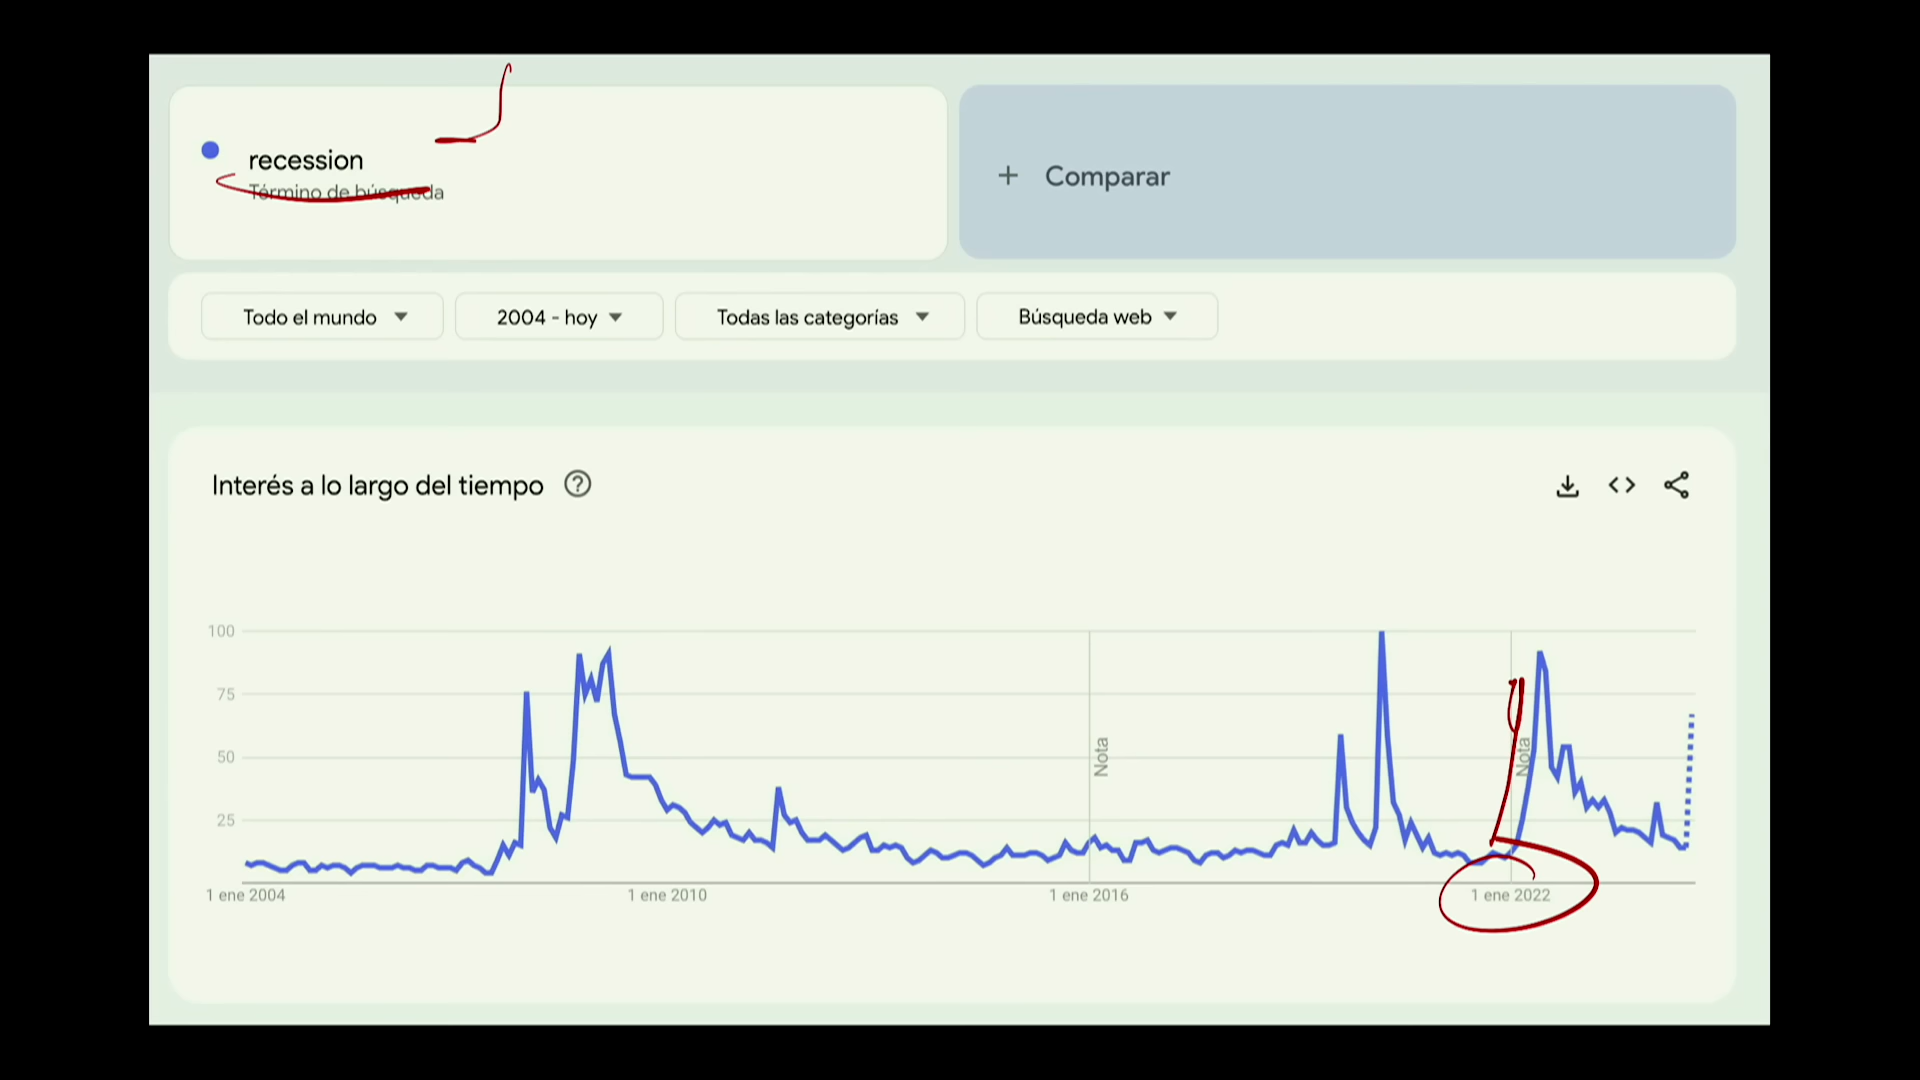 recession
Término de búsqueda
+ Comparar
Todo el mundo
2004 - hoy
Todas las categorías
Búsqueda web
Interés a lo largo del tiempo ?
100
75
50
25
Nota
Nota
1 ene 2004
1 ene 2010
1 ene 2016
1 ene 2022